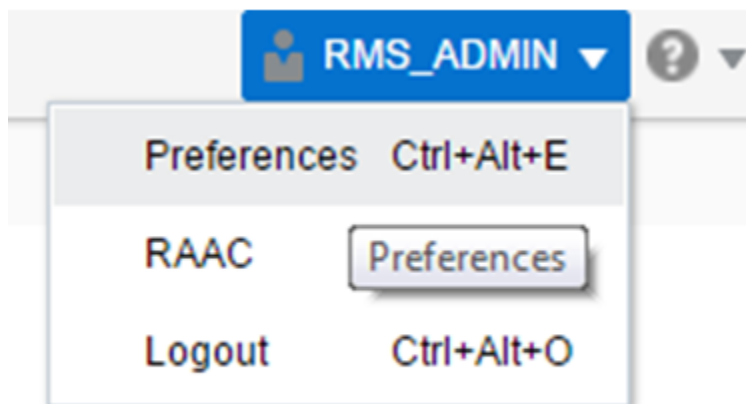 RMS_ADMIN
?
Preferences Ctrl+Alt+E
RAAC
Preferences
Logout Ctrl+Alt+O